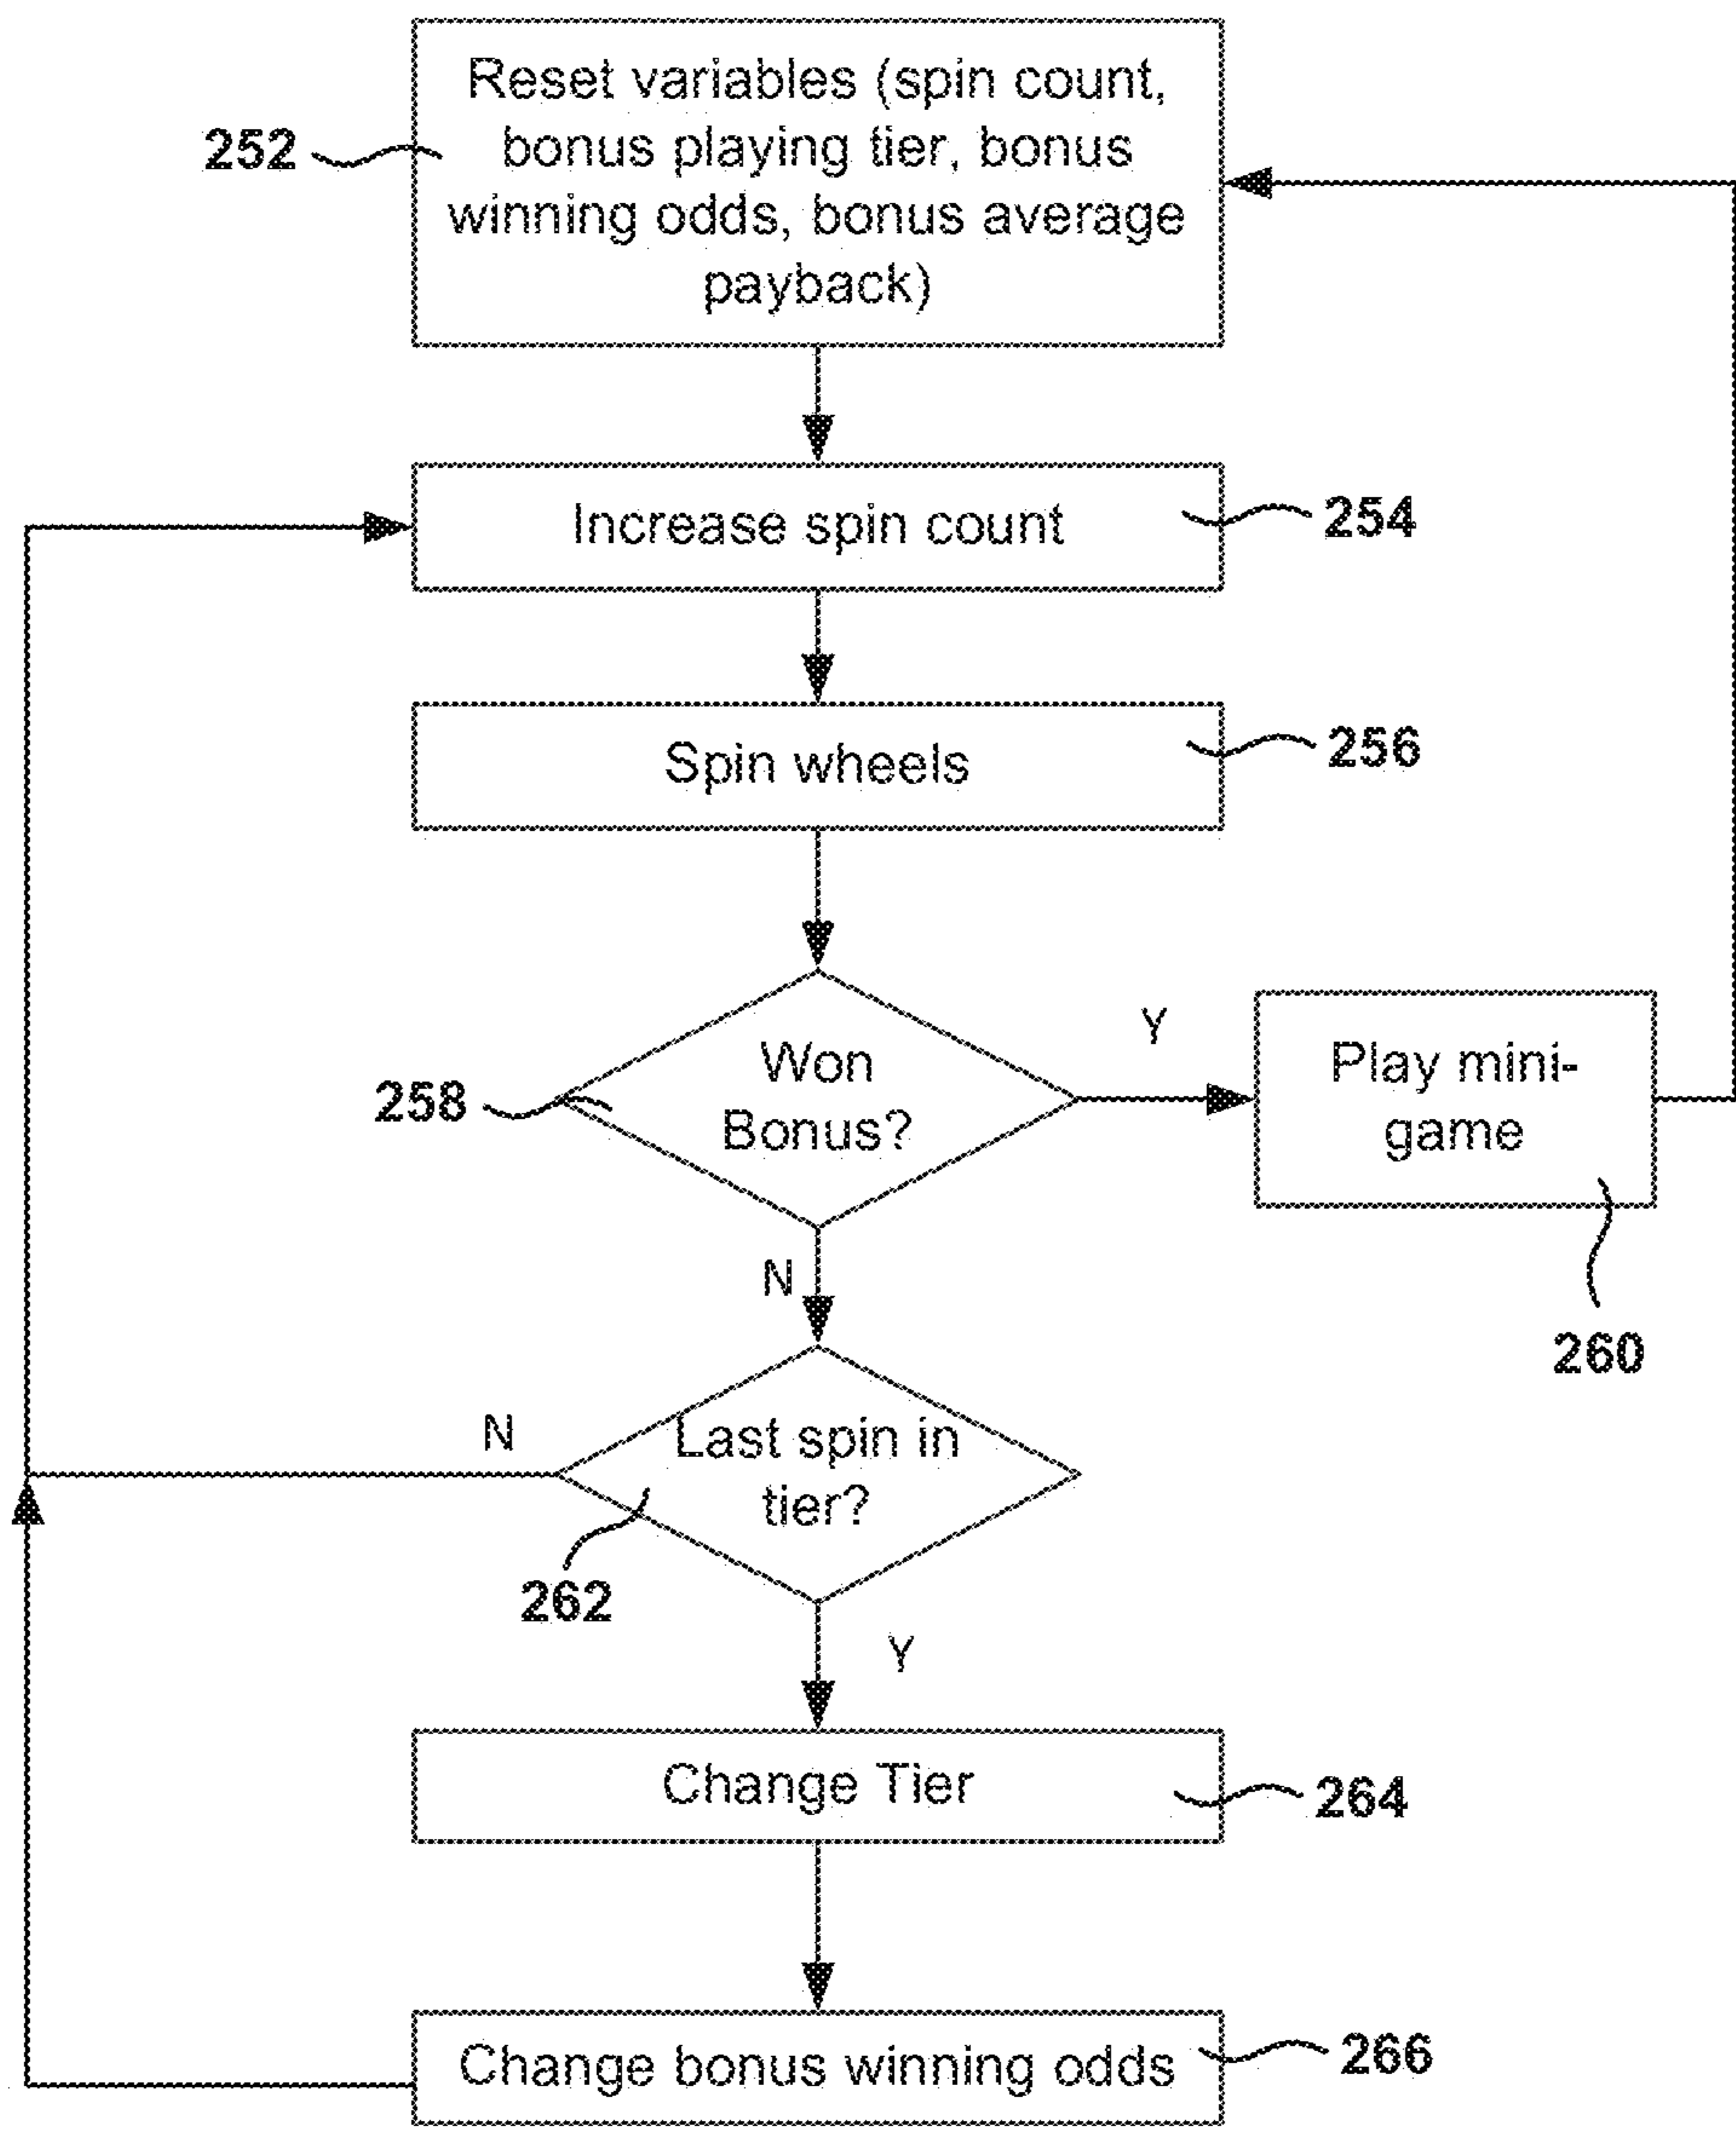 Reset variables (spin count,
bonus playing tier, bonus
winning odds, bonus average
payback)
252
Increase spin count
254
Spin wheels
256
Won
Bonus?
258
Y
Play mini-
game
260
N
Last spin in
tier?
262
N
Y
Change Tier
264
Change bonus winning odds
266